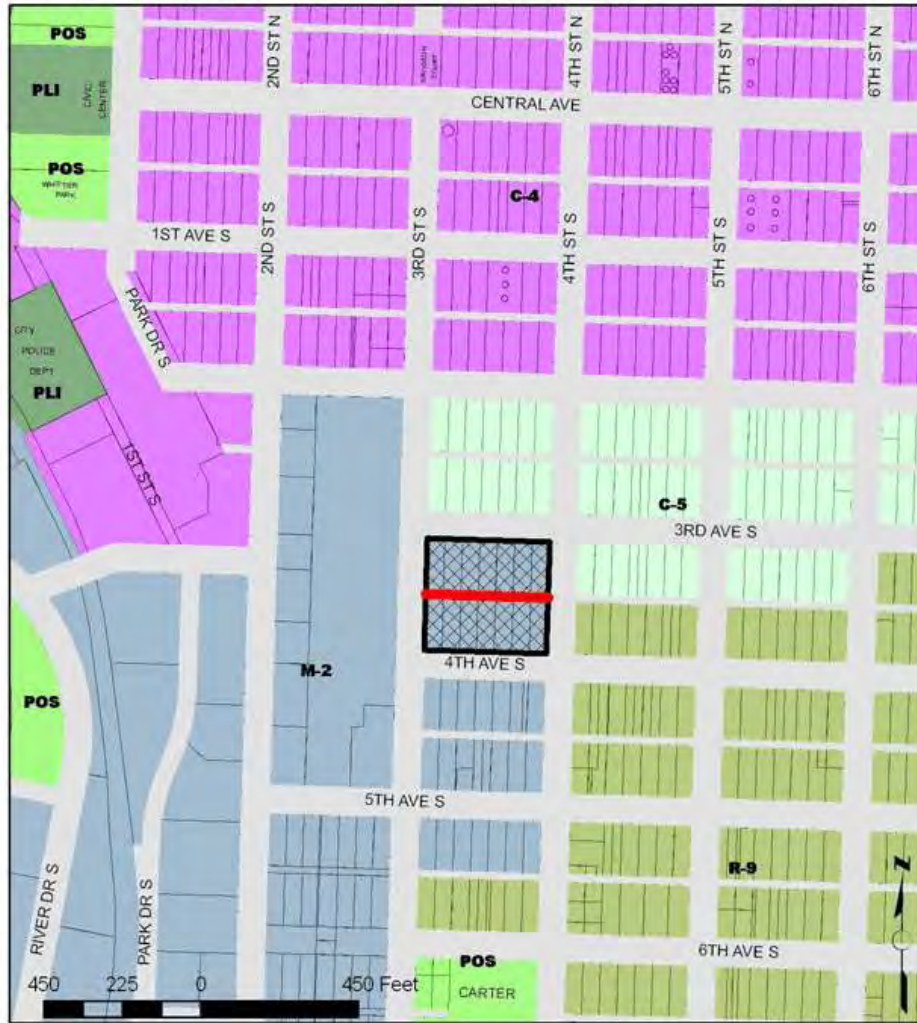 POS
PLI
CIVIC
CENTER
POS
WHITTIER
PARK
2ND ST N
4TH ST N
5TH ST N
6TH ST N
CENTRAL AVE
C-4
1ST AVE S
2ND ST S
3RD ST S
4TH ST S
5TH ST S
6TH ST S
PARK DR S
CITY
POLICE
DEPT
PLI
1ST ST S
C-5
3RD AVE S
4TH AVE S
M-2
POS
5TH AVE S
R-9
N
RIVER DR S
PARK DR S
6TH AVE S
POS
CARTER
450 225 0 450 Feet